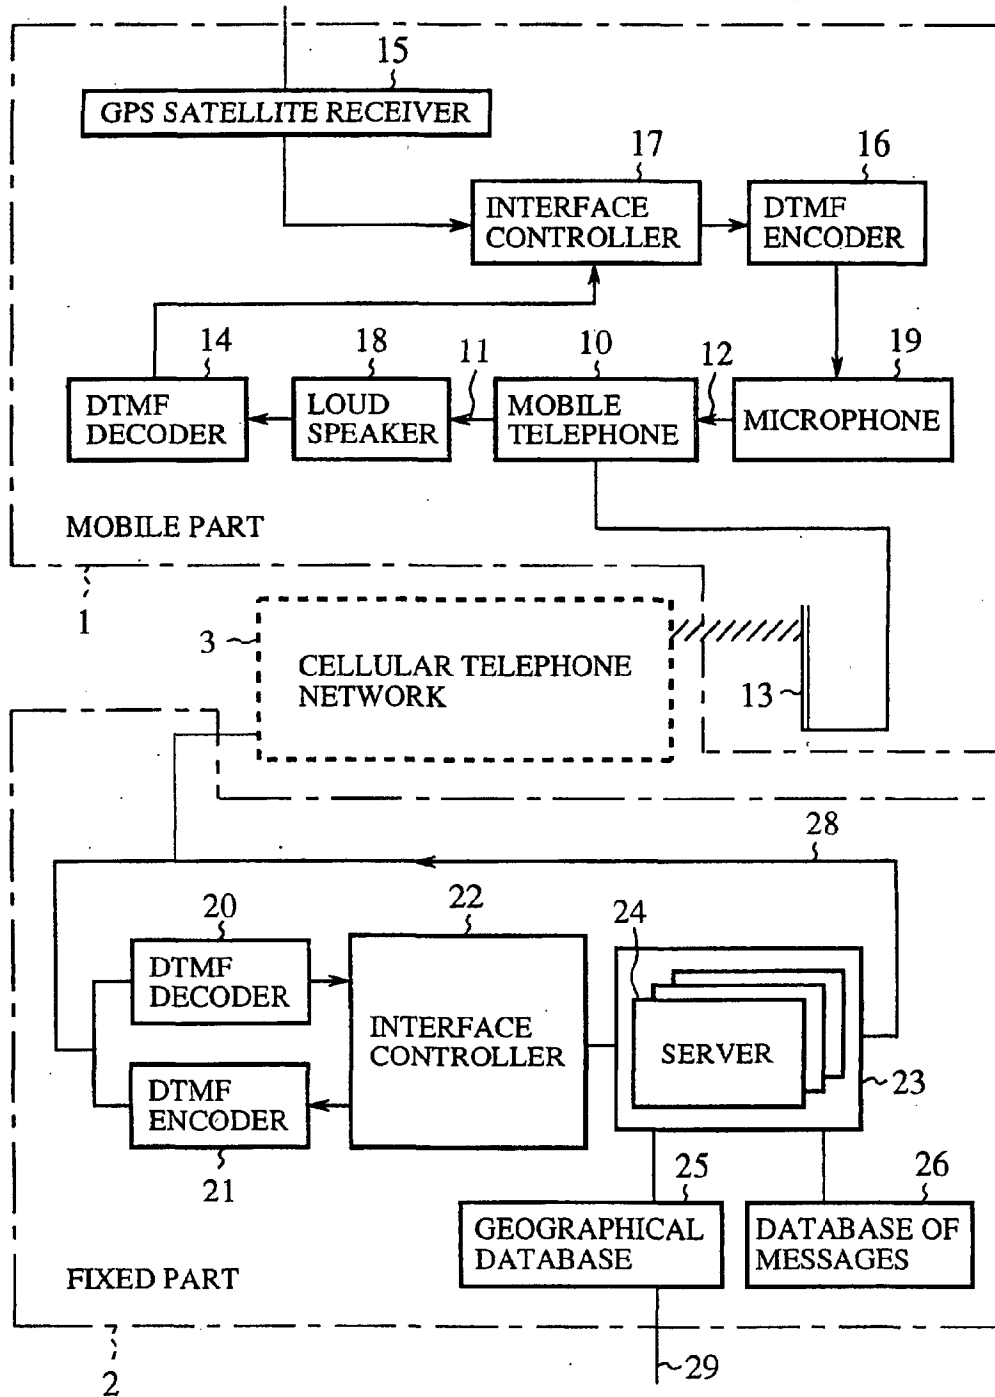 15
GPS SATELLITE RECEIVER
17
16
INTERFACE
CONTROLLER
DTMF
ENCODER
14
18
11
10
12
19
DTMF
DECODER
LOUD
SPEAKER
MOBILE
TELEPHONE
MICROPHONE
MOBILE PART
1
3
CELLULAR TELEPHONE
NETWORK
13
28
20
22
24
DTMF
DECODER
INTERFACE
CONTROLLER
SERVER
23
DTMF
ENCODER
21
25
26
GEOGRAPHICAL
DATABASE
DATABASE OF
MESSAGES
FIXED PART
2
29